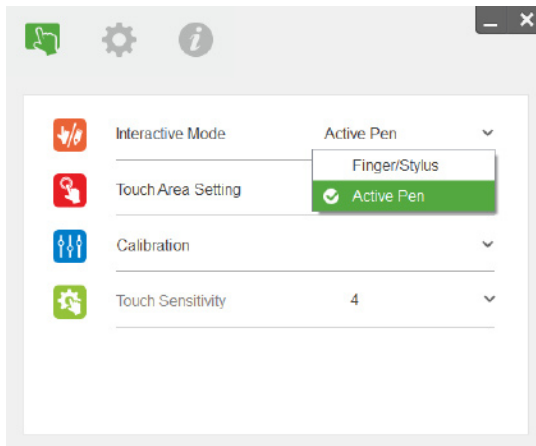 Interactive Mode Active Pen
Finger/Stylus
Touch Area Setting
Active Pen
Calibration
Touch Sensitivity 4